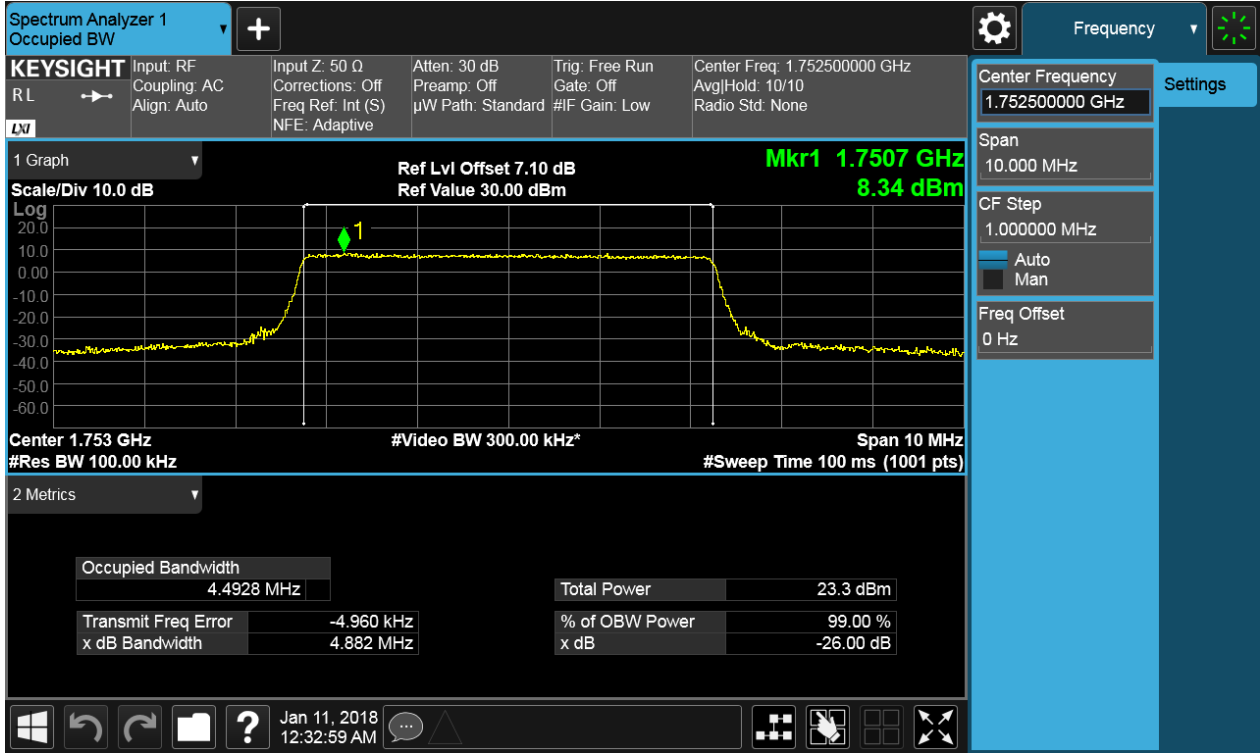 Spectrum Analyzer 1
Occupied BW
Frequency
KEYSIGHT
RL
LXI
Input: RF
Coupling: AC
Align: Auto
Input Z: 50 Ω
Corrections: Off
Freq Ref: Int (S)
NFE: Adaptive
Atten: 30 dB
Preamp: Off
µW Path: Standard
Trig: Free Run
Gate: Off
#IF Gain: Low
Center Freq: 1.752500000 GHz
Avg|Hold: 10/10
Radio Std: None
Center Frequency
1.752500000 GHz
Settings
Span
10.000 MHz
CF Step
1.000000 MHz
Auto
Man
Freq Offset
0 Hz
1 Graph
Scale/Div 10.0 dB
Ref Lvl Offset 7.10 dB
Ref Value 30.00 dBm
Mkr1 1.7507 GHz
8.34 dBm
Log
20.0
10.0
0.00
-10.0
-20.0
-30.0
-40.0
-50.0
-60.0
1
Center 1.753 GHz
#Video BW 300.00 kHz*
Span 10 MHz
#Res BW 100.00 kHz
#Sweep Time 100 ms (1001 pts)
2 Metrics
Occupied Bandwidth
4.4928 MHz
Total Power 23.3 dBm
Transmit Freq Error -4.960 kHz
% of OBW Power 99.00 %
x dB Bandwidth 4.882 MHz
x dB -26.00 dB
?
Jan 11, 2018
12:32:59 AM